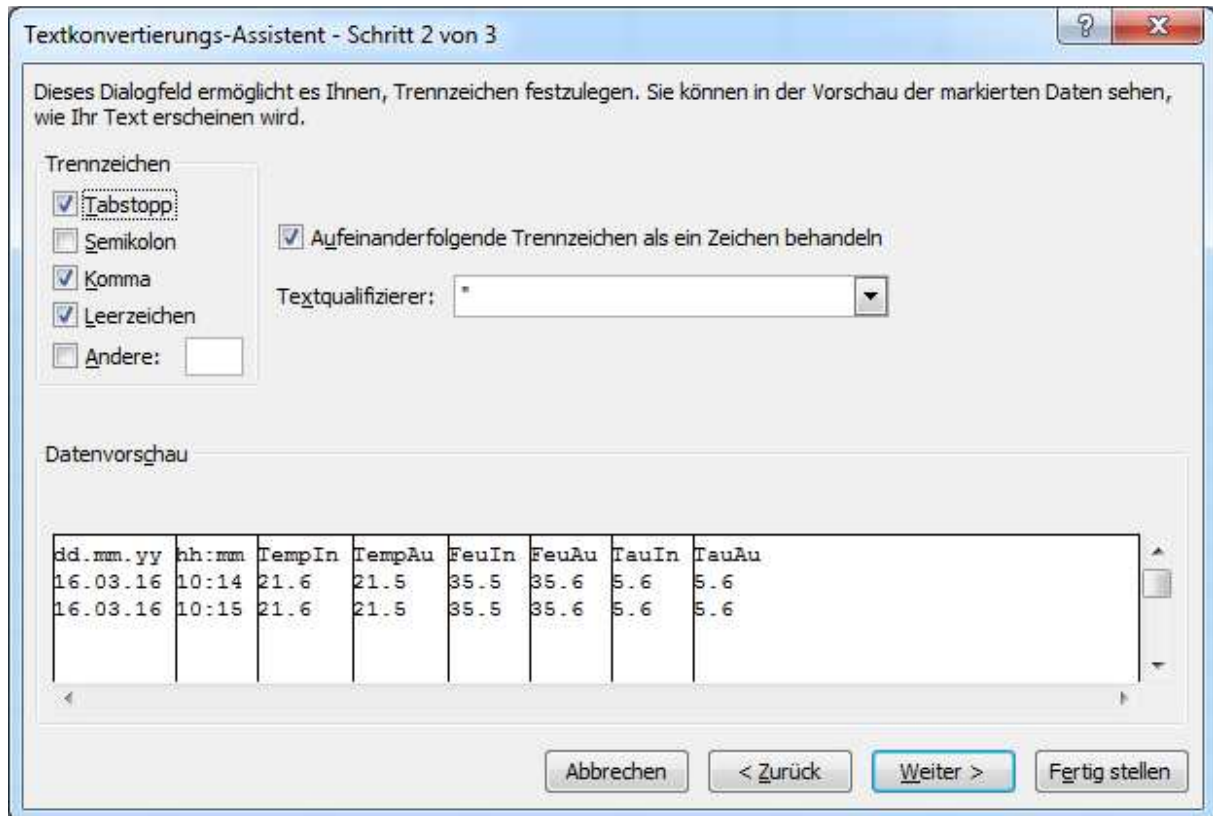 Textkonvertierungs-Assistent - Schritt 2 von 3
Dieses Dialogfeld ermöglicht es Ihnen, Trennzeichen festzulegen. Sie können in der Vorschau der markierten Daten sehen,
wie Ihr Text erscheinen wird.
Trennzeichen
Tabstopp
Semikolon
Komma
Leerzeichen
Andere:
Aufeinanderfolgende Trennzeichen als ein Zeichen behandeln
Textqualifizierer: "
Datenvorschau
dd.mm.yy hh:mm TempIn TempAu FeuIn FeuAu TauIn TauAu
16.03.16 10:14 21.6 21.5 35.5 35.6 5.6 5.6
16.03.16 10:15 21.6 21.5 35.5 35.6 5.6 5.6
Abbrechen < Zurück Weiter > Fertig stellen